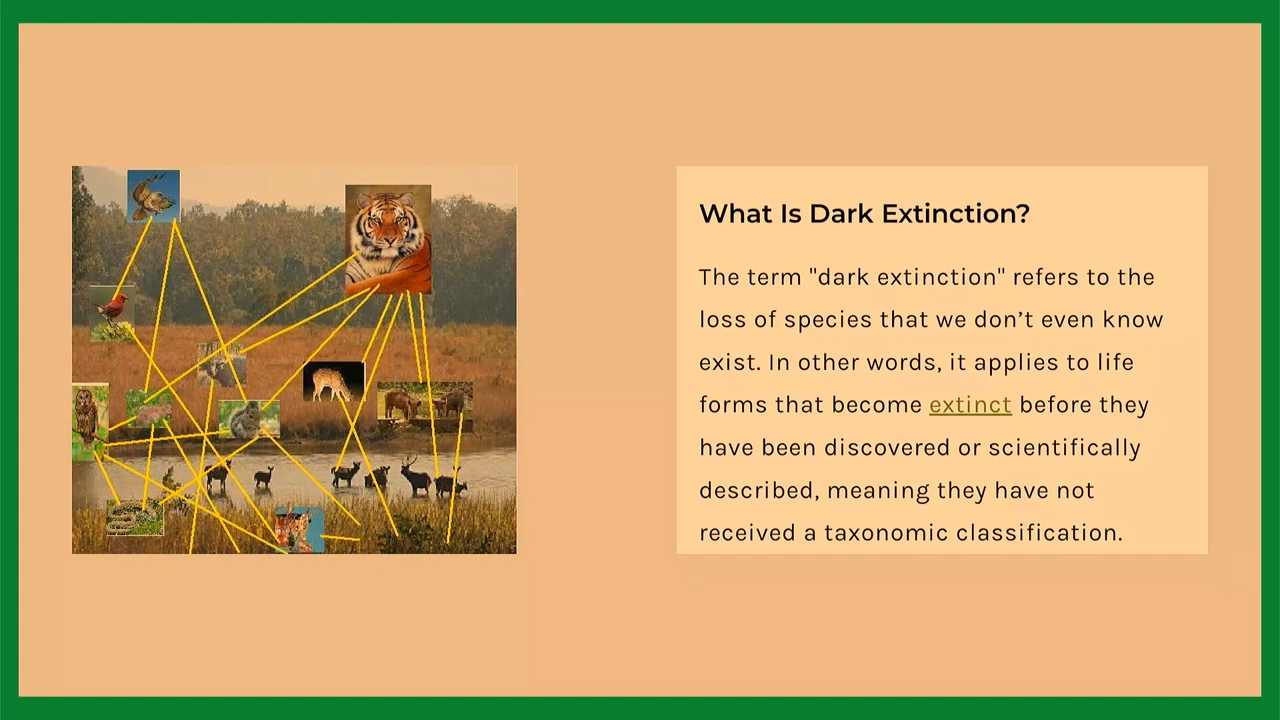 What Is Dark Extinction?
The term "dark extinction" refers to the
loss of species that we don’t even know
exist. In other words, it applies to life
forms that become extinct before they
have been discovered or scientifically
described, meaning they have not
received a taxonomic classification.